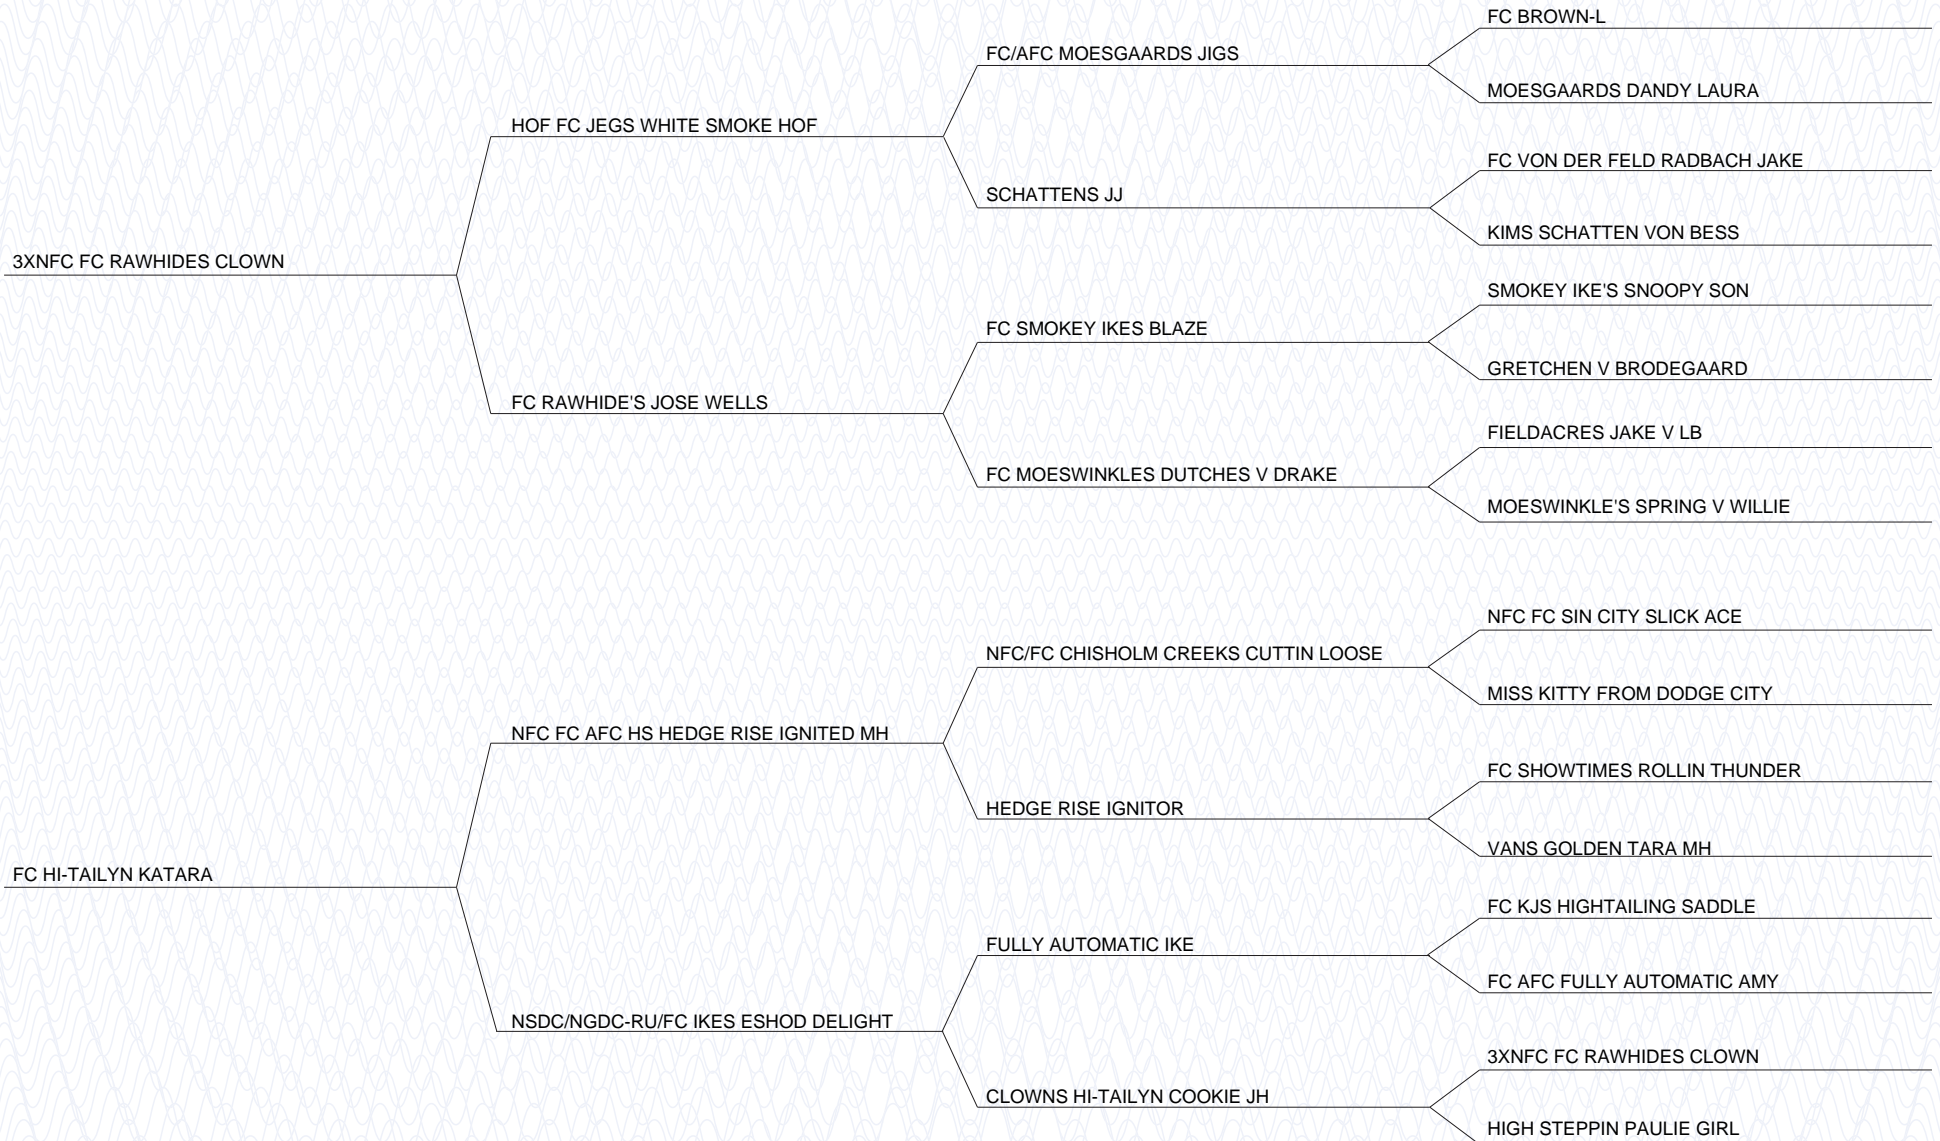 FC BROWN-L
FC/AFC MOESGAARDS JIGS
MOESGAARDS DANDY LAURA
HOF FC JEGS WHITE SMOKE HOF
FC VON DER FELD RADBACH JAKE
SCHATTENS JJ
KIMS SCHATTEN VON BESS
3XNFC FC RAWHIDES CLOWN
SMOKEY IKE'S SNOOPY SON
FC SMOKEY IKES BLAZE
GRETCHEN V BRODEGAARD
FC RAWHIDE'S JOSE WELLS
FIELDACRES JAKE V LB
FC MOESWINKLES DUTCHES V DRAKE
MOESWINKLE'S SPRING V WILLIE
NFC FC SIN CITY SLICK ACE
NFC/FC CHISHOLM CREEKS CUTTIN LOOSE
MISS KITTY FROM DODGE CITY
NFC FC AFC HS HEDGE RISE IGNITED MH
FC SHOWTIMES ROLLIN THUNDER
HEDGE RISE IGNITOR
VANS GOLDEN TARA MH
FC HI-TAILYN KATARA
FC KJS HIGHTAILING SADDLE
FULLY AUTOMATIC IKE
FC AFC FULLY AUTOMATIC AMY
NSDC/NGDC-RU/FC IKES ESHOD DELIGHT
3XNFC FC RAWHIDES CLOWN
CLOWNS HI-TAILYN COOKIE JH
HIGH STEPPIN PAULIE GIRL